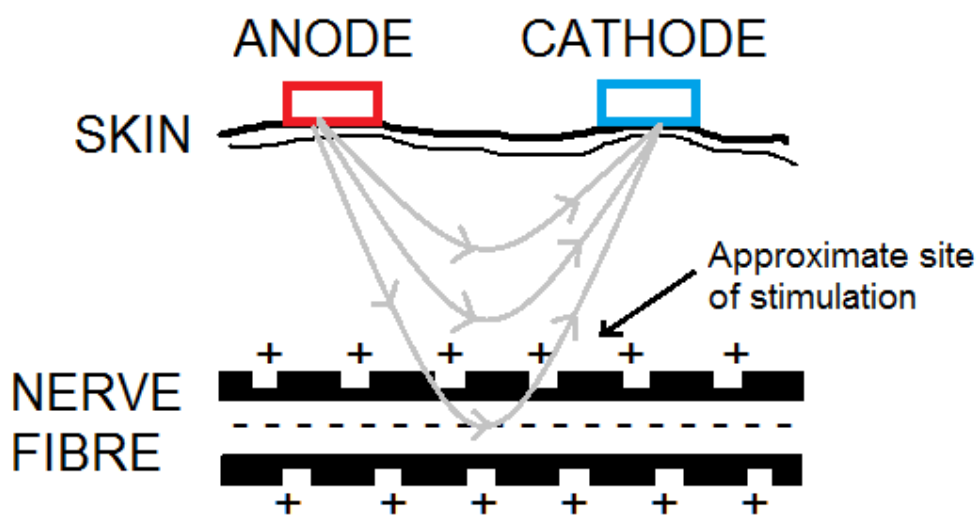 ANODE
CATHODE
SKIN
Approximate site
of stimulation
+ + + + + +
NERVE
FIBRE
- - - - - - - - - - - - - - - -
+ + + + + +